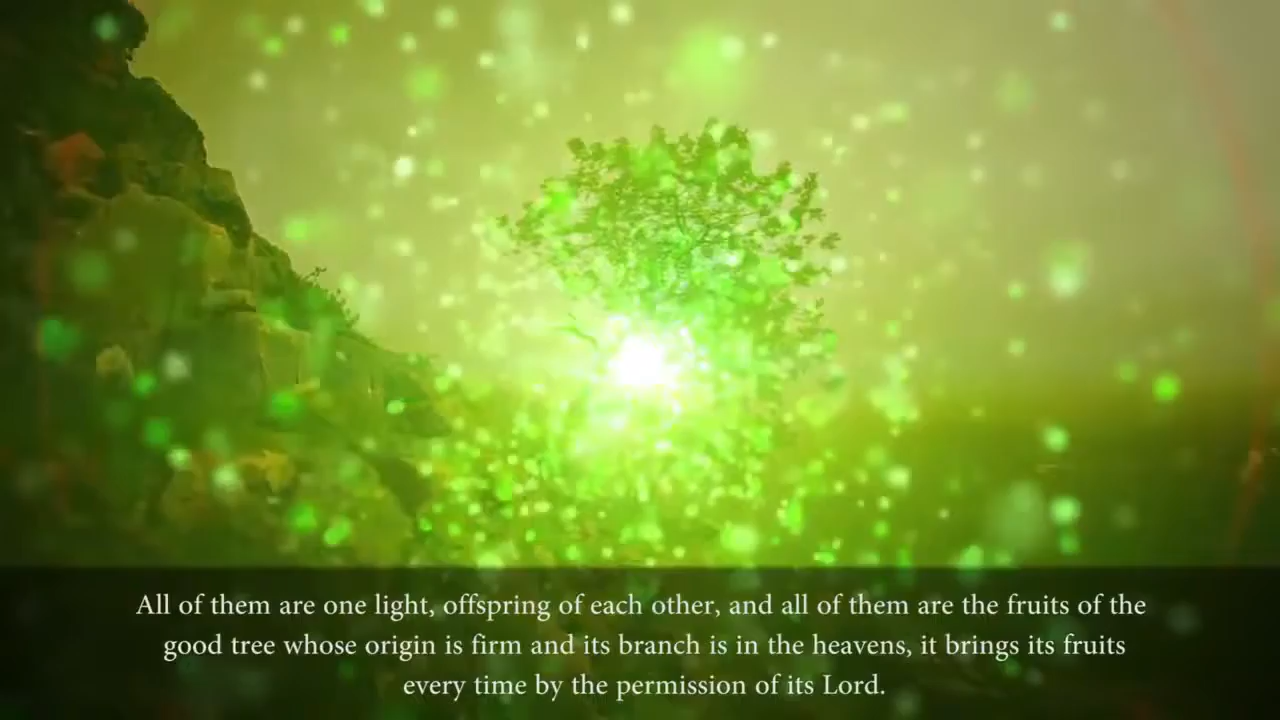 All of them are one light, offspring of each other, and all of them are the fruits of the
good tree whose origin is firm and its branch is in the heavens, it brings its fruits
every time by the permission of its Lord.